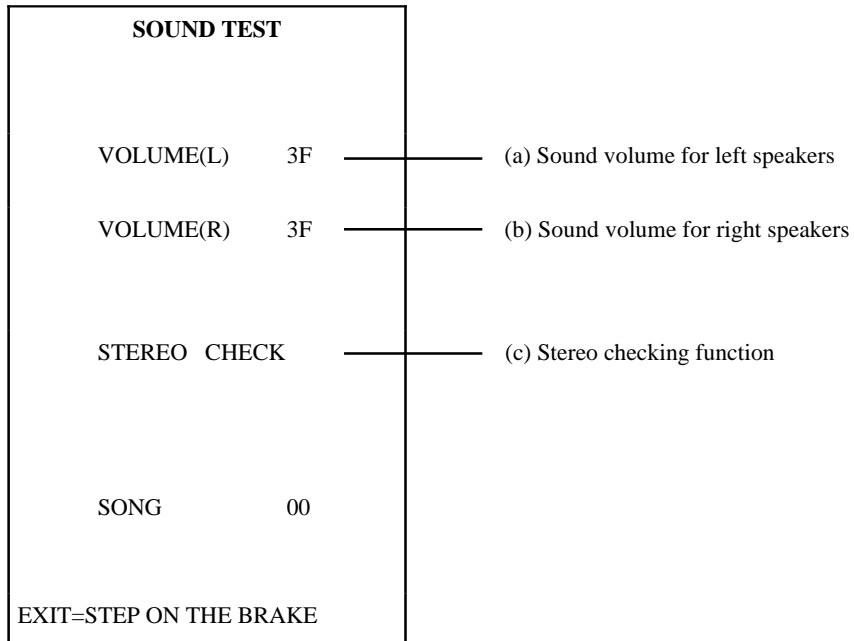 SOUND TEST
VOLUME(L) 3F (a) Sound volume for left speakers
VOLUME(R) 3F (b) Sound volume for right speakers
STEREO CHECK (c) Stereo checking function
SONG 00
EXIT=STEP ON THE BRAKE